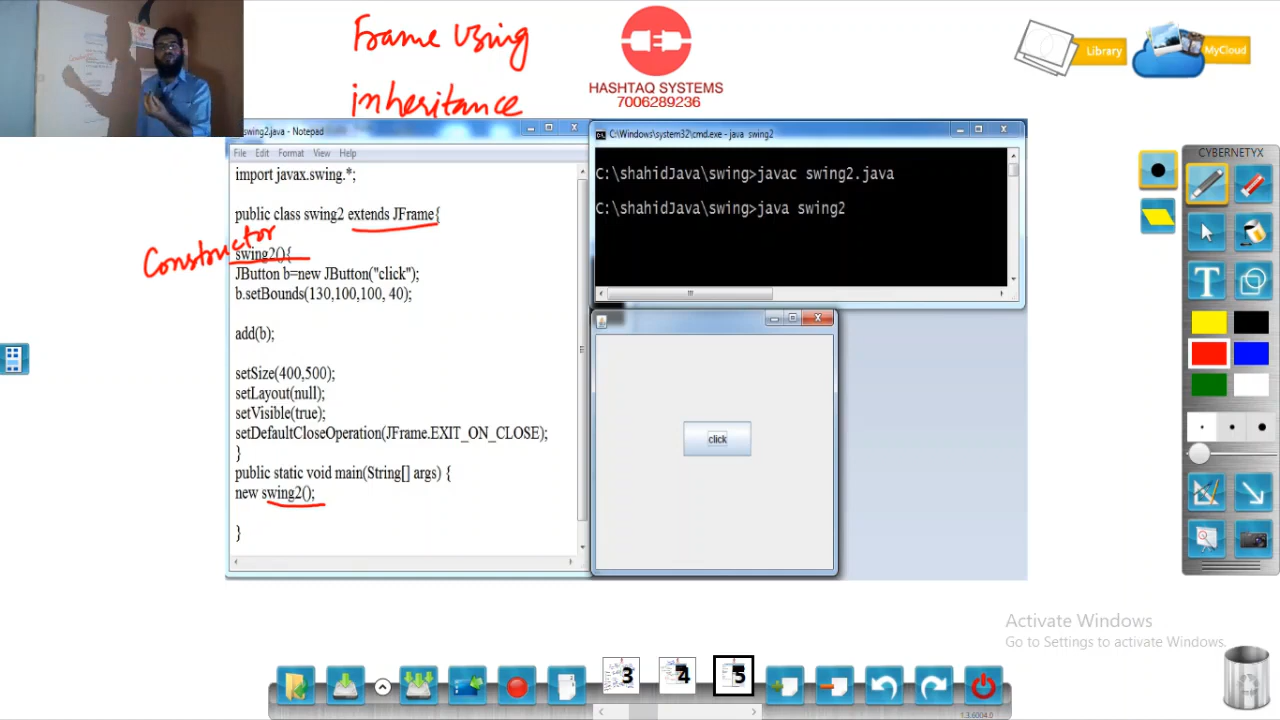 Frame using
inheritance
HASHTAQ SYSTEMS
7006289236
Library
MyCloud
swing2.java - Notepad
File Edit Format View Help
import javax.swing.*;
public class swing2 extends JFrame{
Constructor
swing2(){
JButton b=new JButton("click");
b.setBounds(130,100,100, 40);
add(b);
setSize(400,500);
setLayout(null);
setVisible(true);
setDefaultCloseOperation(JFrame.EXIT_ON_CLOSE);
}
public static void main(String[] args) {
new swing2();
}
C:\Windows\system32\cmd.exe - java swing2
C:\shahidJava\swing>javac swing2.java
C:\shahidJava\swing>java swing2
click
CYBERNETYX
T
Activate Windows
Go to Settings to activate Windows.
3
4
5
1.3.6004.0